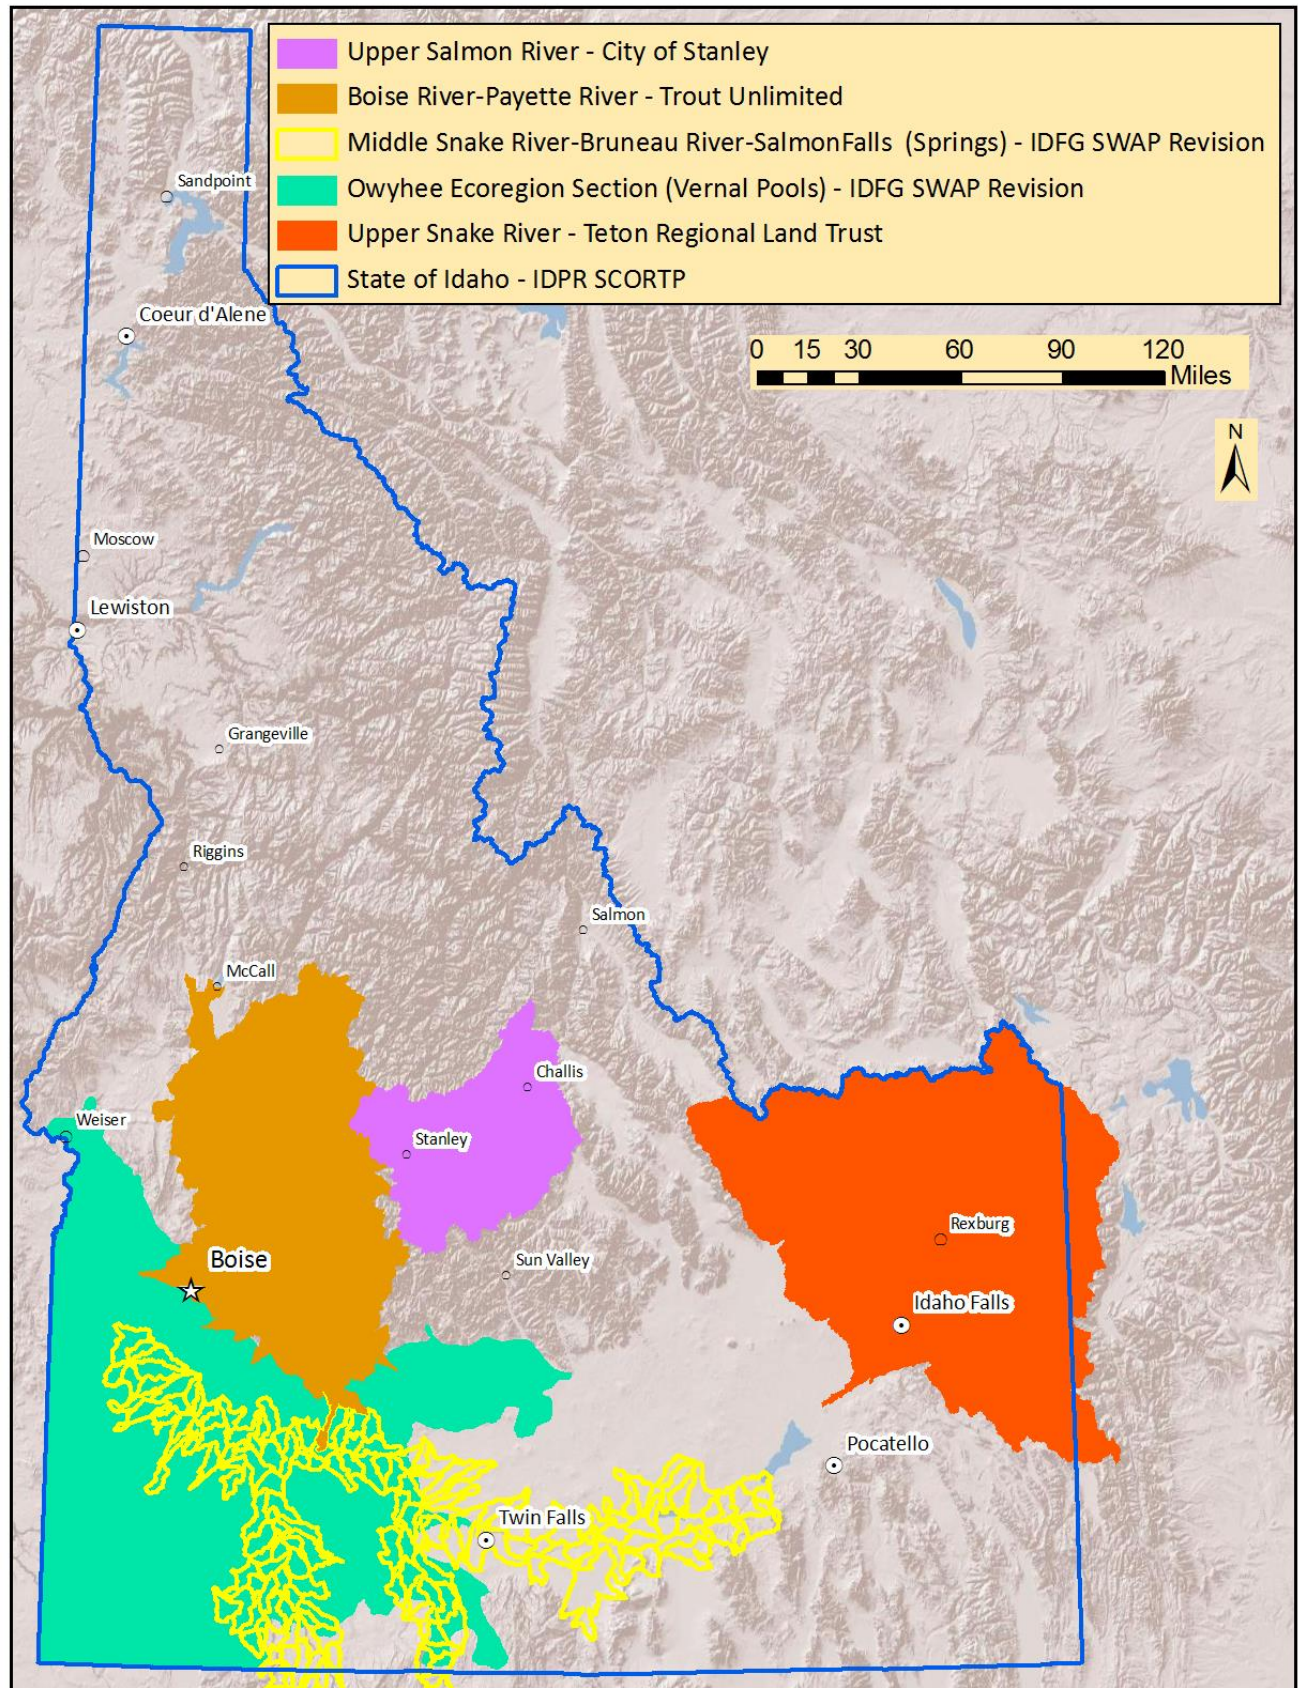 Upper Salmon River - City of Stanley
Boise River-Payette River - Trout Unlimited
Middle Snake River-Bruneau River-SalmonFalls (Springs) - IDFG SWAP Revision
Owyhee Ecoregion Section (Vernal Pools) - IDFG SWAP Revision
Upper Snake River - Teton Regional Land Trust
State of Idaho - IDPR SCORTP
Sandpoint
Coeur d'Alene
0 15 30 60 90 120
Miles
N
Moscow
Lewiston
Grangeville
Riggins
Salmon
McCall
Challis
Weiser
Stanley
Rexburg
Boise
Sun Valley
Idaho Falls
Pocatello
Twin Falls